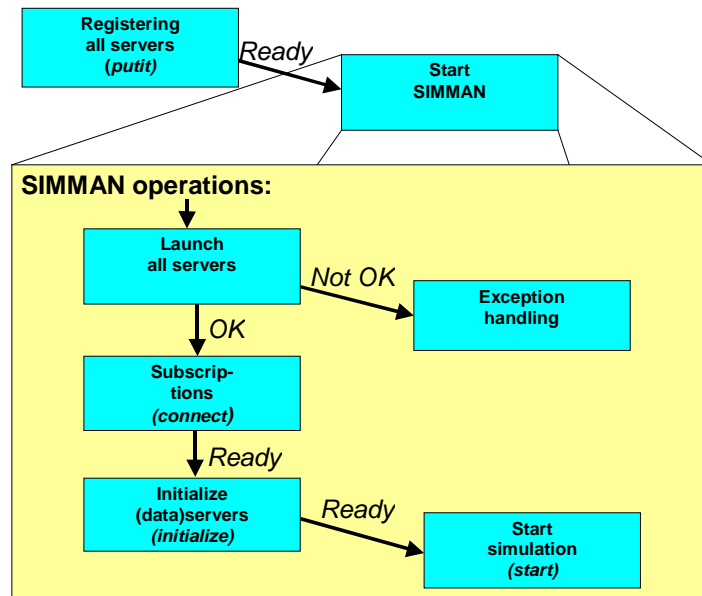 Registering
all servers
(putit)
Ready
Start
SIMMAN
SIMMAN operations:
Launch
all servers
Not OK
Exception
handling
OK
Subscrip-
tions
(connect)
Ready
Initialize
(data)servers
(initialize)
Ready
Start
simulation
(start)